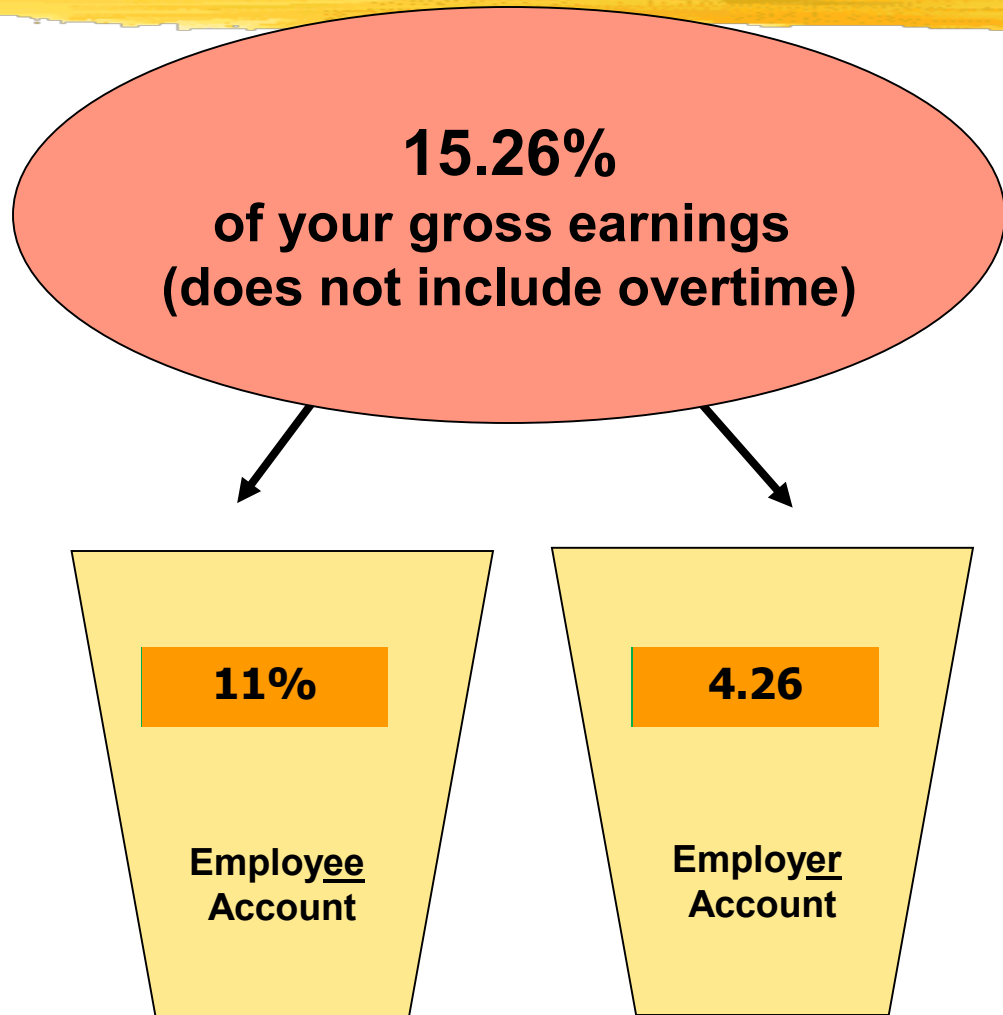 15.26%
of your gross earnings
(does not include overtime)
11%
4.26
Employee
Account
Employer
Account